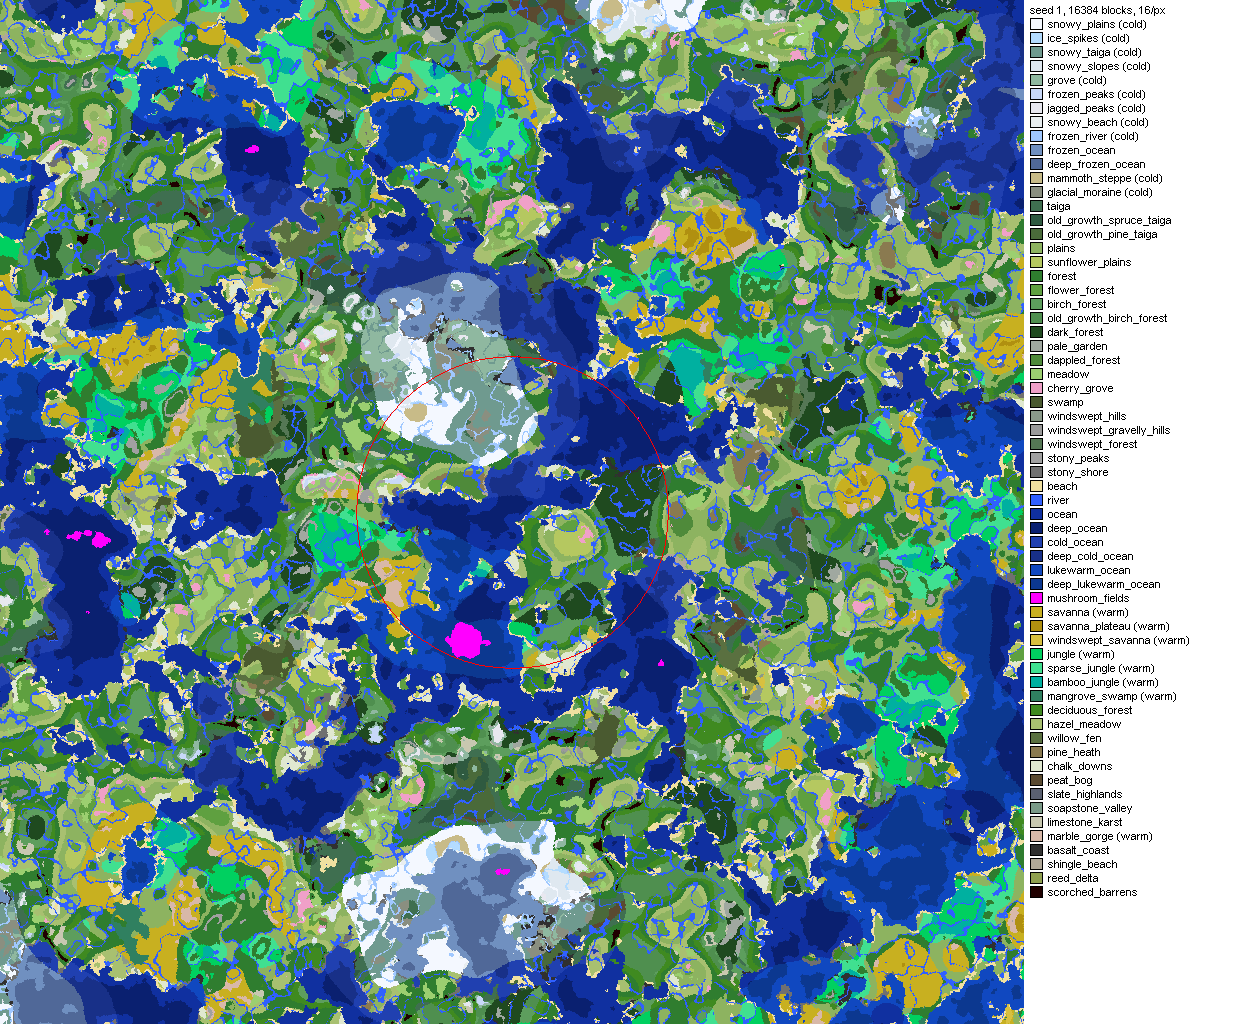 seed 1, 16384 blocks, 16/px
snowy_plains (cold)
ice_spikes (cold)
snowy_taiga (cold)
snowy_slopes (cold)
grove (cold)
frozen_peaks (cold)
jagged_peaks (cold)
snowy_beach (cold)
frozen_river (cold)
frozen_ocean
deep_frozen_ocean
mammoth_steppe (cold)
glacial_moraine (cold)
taiga
old_growth_spruce_taiga
old_growth_pine_taiga
plains
sunflower_plains
forest
flower_forest
birch_forest
old_growth_birch_forest
dark_forest
pale_garden
dappled_forest
meadow
cherry_grove
swamp
windswept_hills
windswept_gravelly_hills
windswept_forest
stony_peaks
stony_shore
beach
river
ocean
deep_ocean
cold_ocean
deep_cold_ocean
lukewarm_ocean
deep_lukewarm_ocean
mushroom_fields
savanna (warm)
savanna_plateau (warm)
windswept_savanna (warm)
jungle (warm)
sparse_jungle (warm)
bamboo_jungle (warm)
mangrove_swamp (warm)
deciduous_forest
hazel_meadow
willow_fen
pine_heath
chalk_downs
peat_bog
slate_highlands
soapstone_valley
limestone_karst
marble_gorge (warm)
basalt_coast
shingle_beach
reed_delta
scorched_barrens